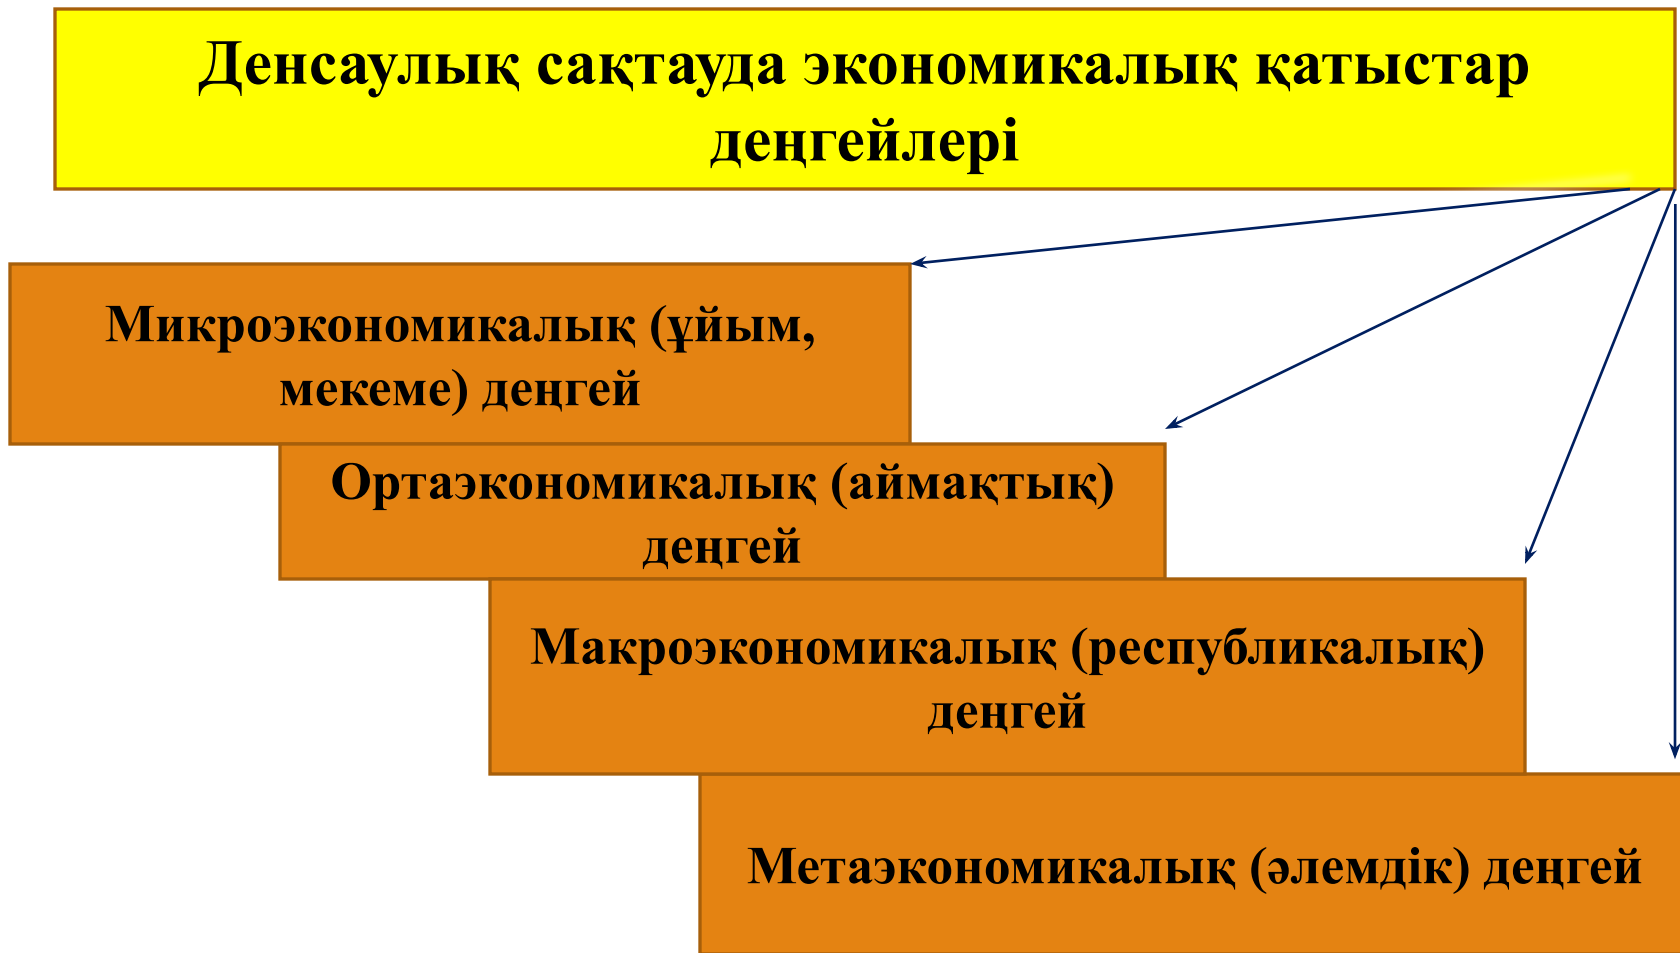 Денсаулық сақтауда экономикалық қатыстар
деңгейлері
Микроэкономикалық (ұйым,
мекеме) деңгей
Ортаэкономикалық (аймақтық)
деңгей
Макроэкономикалық (республикалық)
деңгей
Метаэкономикалық (әлемдік) деңгей